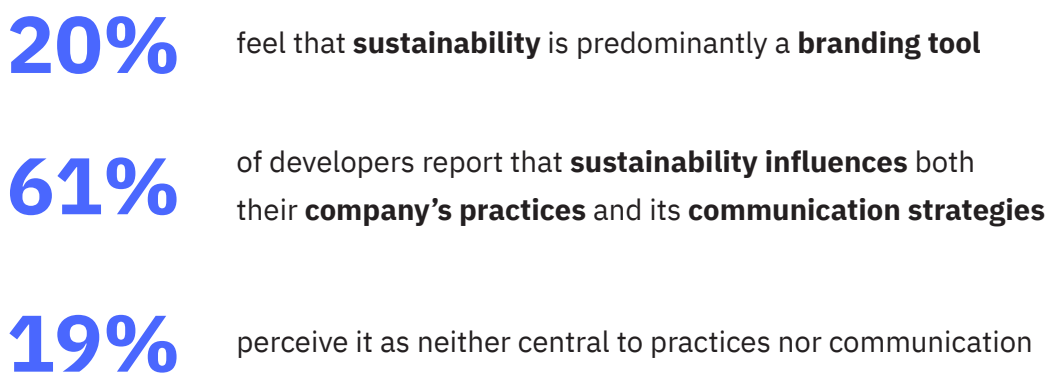 20%
feel that sustainability is predominantly a branding tool
61%
of developers report that sustainability influences both
their company’s practices and its communication strategies
19%
perceive it as neither central to practices nor communication